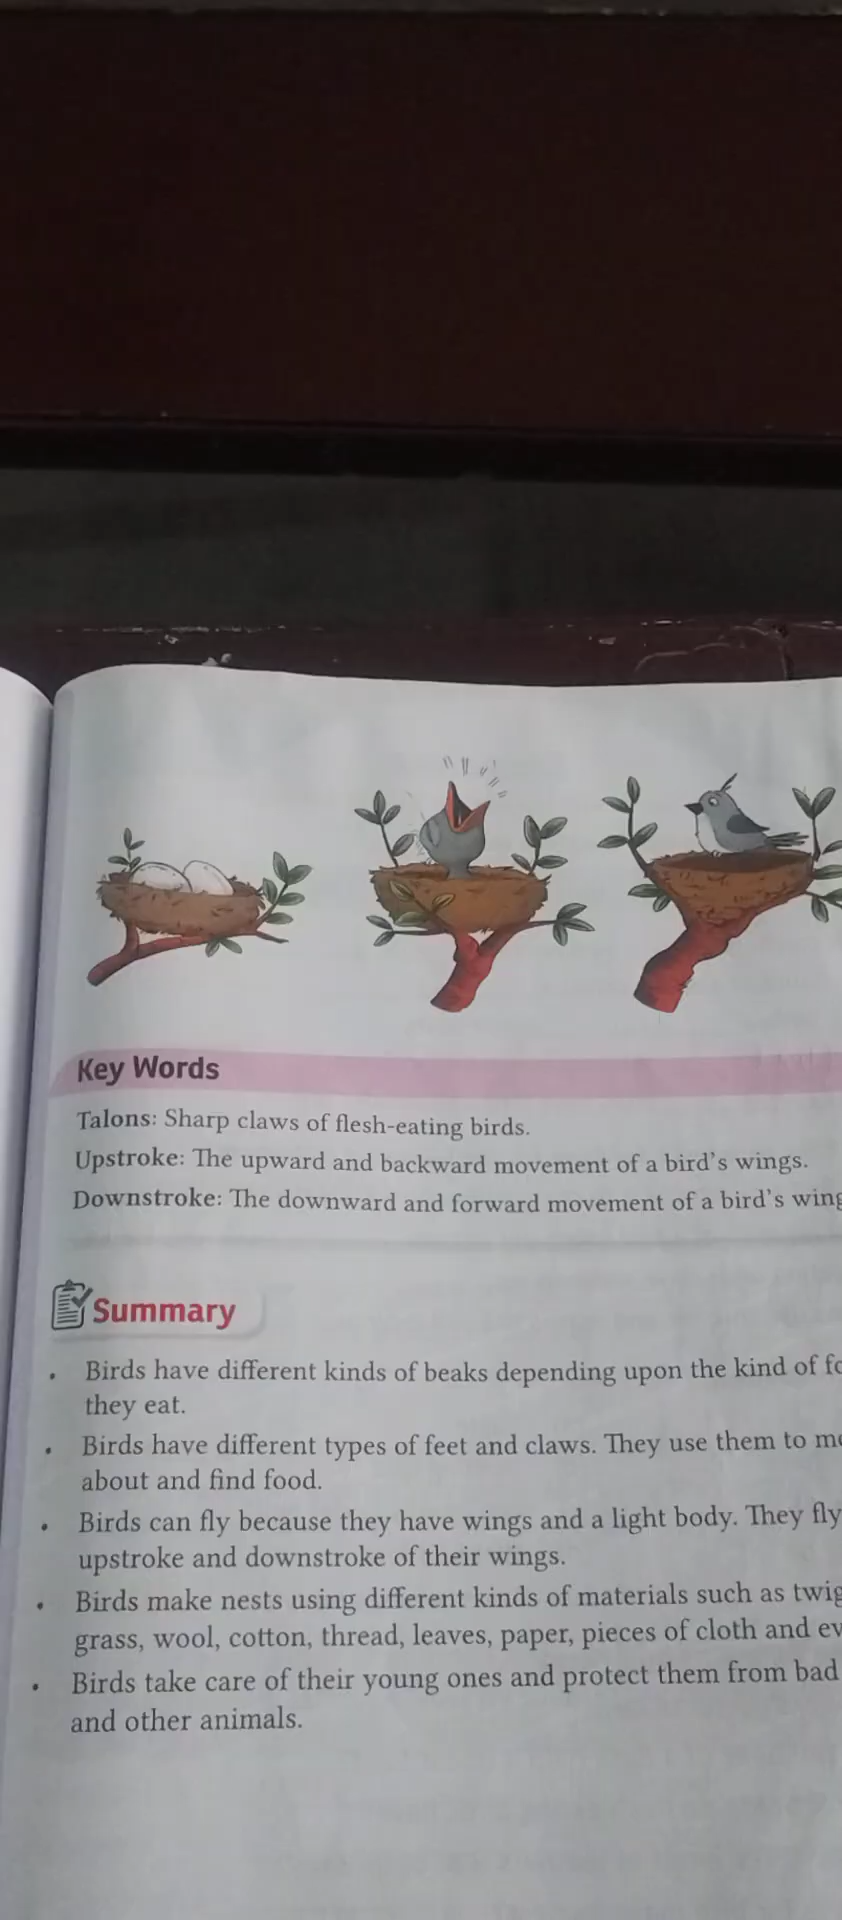 Key Words
Talons: Sharp claws of flesh-eating birds.
Upstroke: The upward and backward movement of a bird's wings.
Downstroke: The downward and forward movement of a bird's
Summary
• Birds have different kinds of beaks depending upon the kind of
they eat.
• Birds have different types of feet and claws. They use them to
about and find food.
• Birds can fly because they have wings and a light body. They fly
upstroke and downstroke of their wings.
• Birds make nests using different kinds of materials such as
grass, wool, cotton, thread, leaves, paper, pieces of cloth and
• Birds take care of their young ones and protect them from bad
and other animals.